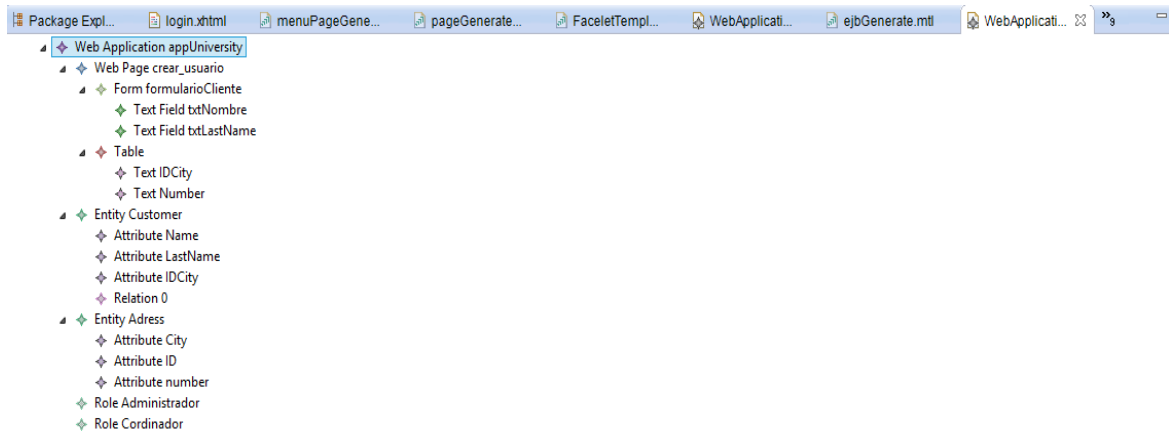 Package Expl... login.xhtml menuPageGene... pageGenerate... FaceletTempl... WebApplicati... ejbGenerate.mtl WebApplicati... »9
Web Application appUniversity
Web Page crear_usuario
Form formularioCliente
Text Field txtNombre
Text Field txtLastName
Table
Text IDCity
Text Number
Entity Customer
Attribute Name
Attribute LastName
Attribute IDCity
Relation 0
Entity Adress
Attribute City
Attribute ID
Attribute number
Role Administrador
Role Cordinador